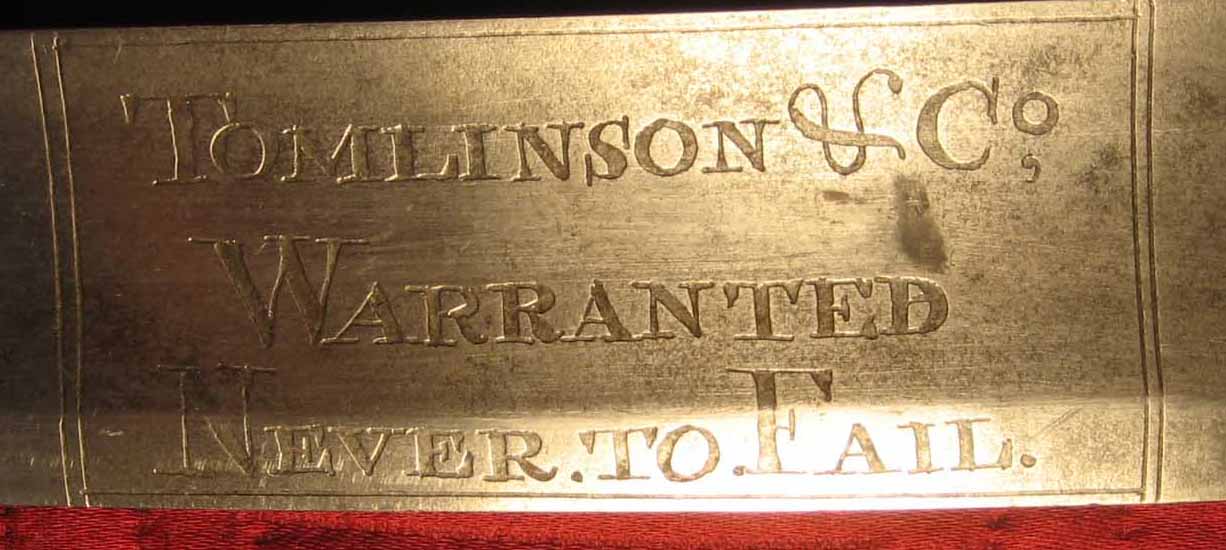 TOMLINSON & Co,
WARRANTED
NEVER.TO.FAIL.